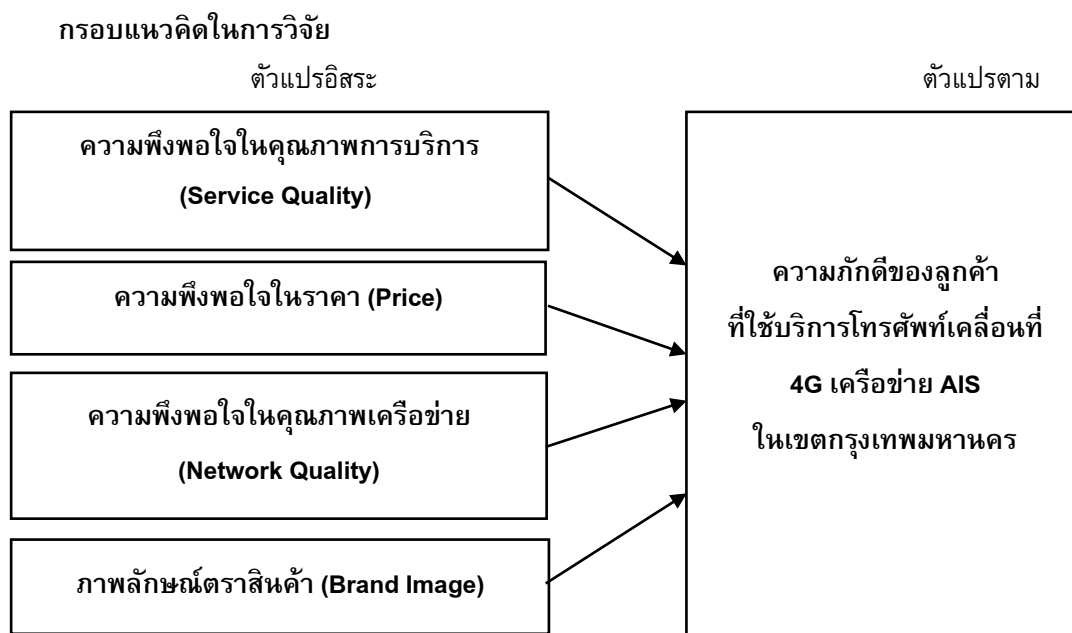 กรอบแนวคิดในการวิจัย
ตัวแปรอิสระ
ตัวแปรตาม
ความพึงพอใจในคุณภาพการบริการ
(Service Quality)
ความพึงพอใจในราคา (Price)
ความพึงพอใจในคุณภาพเครือข่าย
(Network Quality)
ภาพลักษณ์ตราสินค้า (Brand Image)
ความภักดีของลูกค้า
ที่ใช้บริการโทรศัพท์เคลื่อนที่
4G เครือข่าย AIS
ในเขตกรุงเทพมหานคร